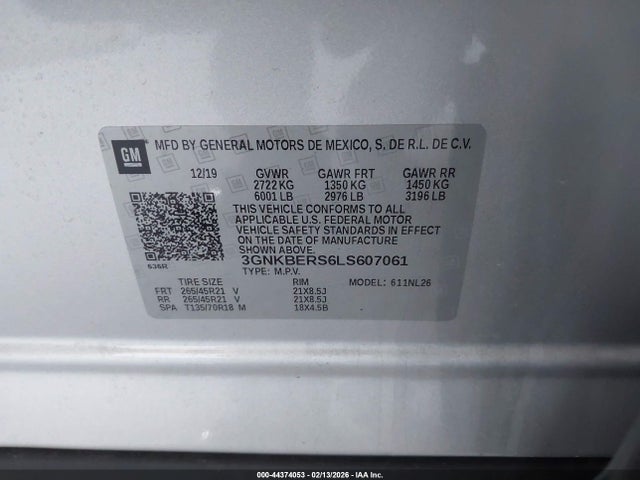 GM
MFD BY GENERAL MOTORS DE MEXICO, S. DE R.L. DE C.V.
12/19 GVWR GAWR FRT GAWR RR
2722 KG 1350 KG 1450 KG
6001 LB 2976 LB 3196 LB
THIS VEHICLE CONFORMS TO ALL
APPLICABLE U.S. FEDERAL MOTOR
VEHICLE SAFETY STANDARDS IN EFFECT
ON THE DATE OF MANUFACTURE SHOWN ABOVE.
3GNKBERS6LS607061
636R TYPE: M.P.V.
TIRE SIZE RIM MODEL: 611NL26
FRT 265/45R21 V 21X8.5J
RR 265/45R21 V 21X8.5J
SPA T135/70R18 M 18X4.5B
000-44374053 - 02/13/2026 - IAA Inc.